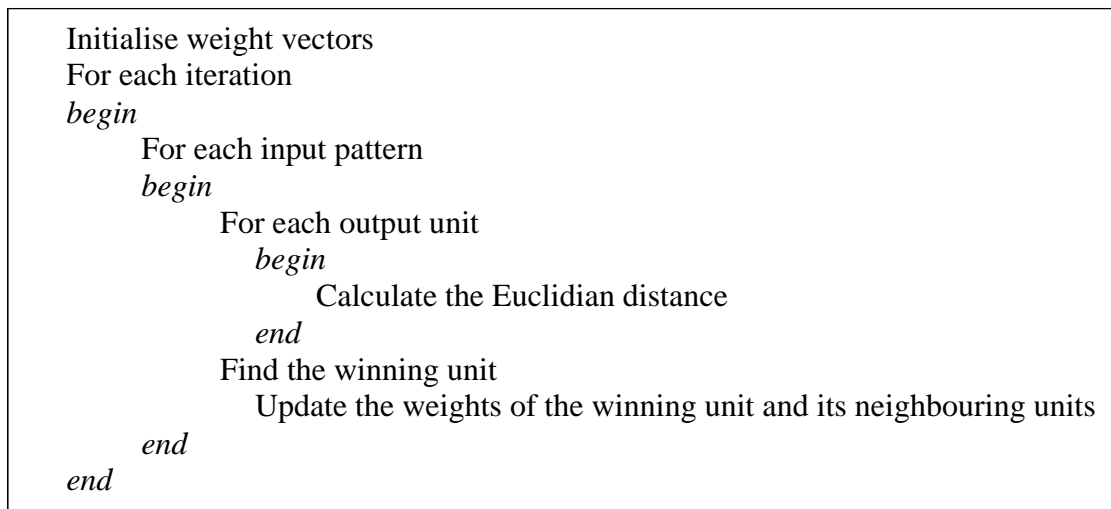 Initialise weight vectors
For each iteration
begin
For each input pattern
begin
For each output unit
begin
Calculate the Euclidian distance
end
Find the winning unit
Update the weights of the winning unit and its neighbouring units
end
end